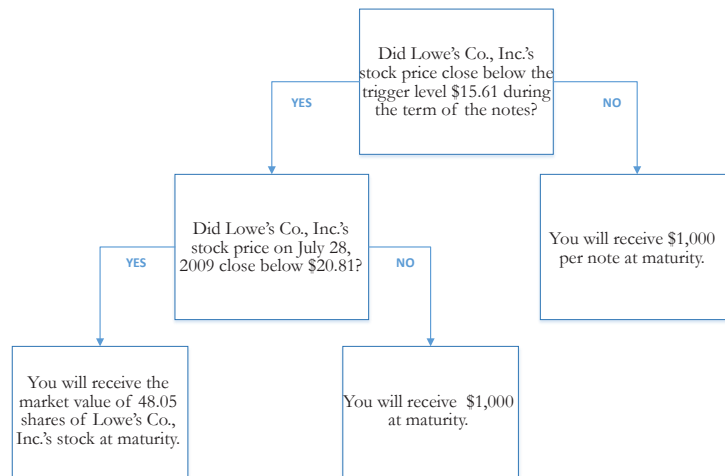 Did Lowe's Co., Inc.'s
stock price close below the
trigger level $15.61 during
the term of the notes?
YES
NO
Did Lowe's Co., Inc.'s
stock price on July 28,
2009 close below $20.81?
You will receive $1,000
per note at maturity.
YES
NO
You will receive the
market value of 48.05
shares of Lowe's Co.,
Inc.'s stock at maturity.
You will receive $1,000
at maturity.